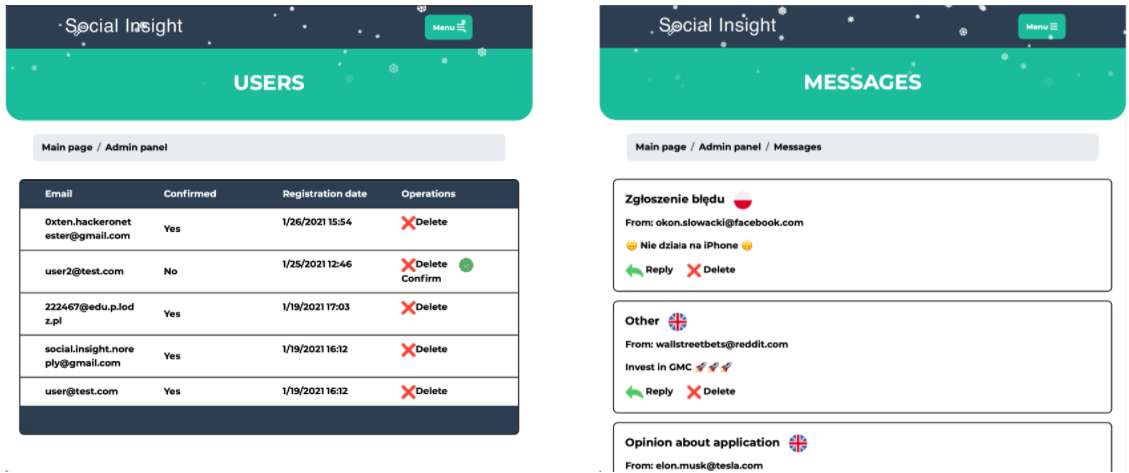 Social Insight
Menu
USERS
Main page / Admin panel
Email Confirmed Registration date Operations
0xten.hackeronet
ester@gmail.com
Yes
1/26/2021 15:54
Delete
user2@test.com
No
1/25/2021 12:46
Delete
Confirm
222467@edu.p.lod
z.pl
Yes
1/19/2021 17:03
Delete
social.insight.nore
ply@gmail.com
Yes
1/19/2021 16:12
Delete
user@test.com
Yes
1/19/2021 16:12
Delete
Social Insight
Menu
MESSAGES
Main page / Admin panel / Messages
Zgłoszenie błędu
From: okon.slowacki@facebook.com
Nie działa na iPhone
Reply Delete
Other
From: wallstreetbets@reddit.com
Invest in GMC 🚀🚀🚀
Reply Delete
Opinion about application
From: elon.musk@tesla.com